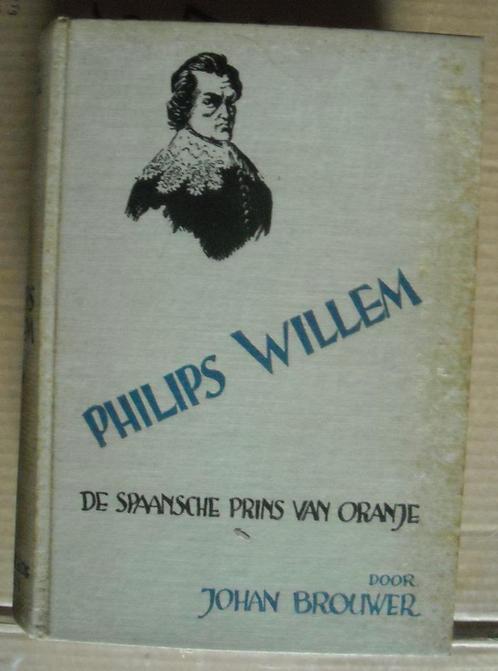 PHILIPS WILLEM
DE SPAANSCHE PRINS VAN ORANJE
DOOR
JOHAN BROUWER